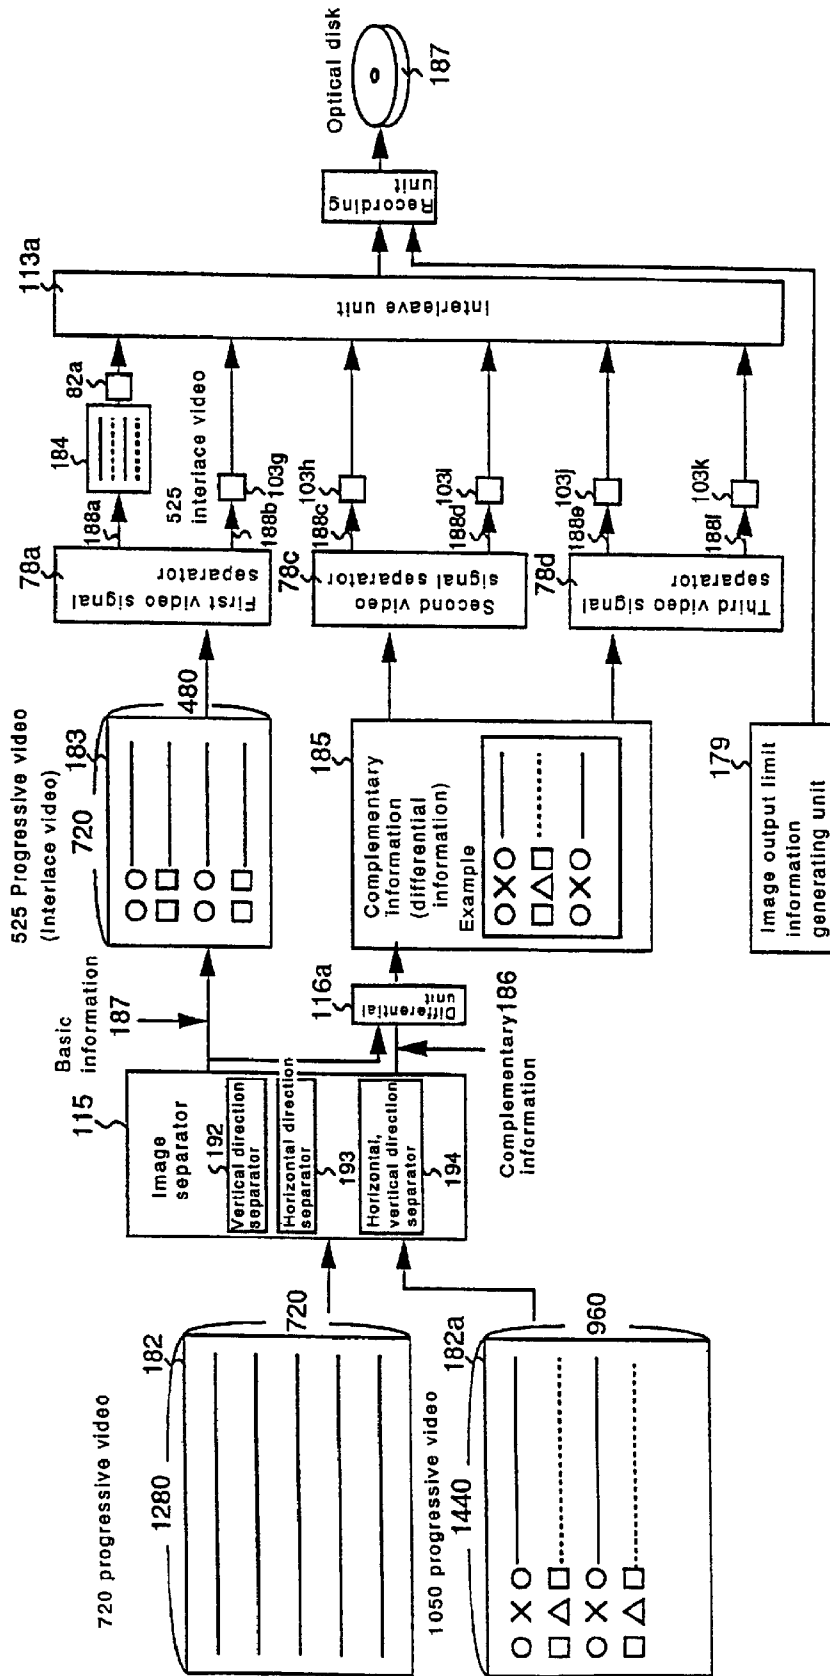 720 progressive video
1280
182
720
1050 progressive video
1440
182a
960
115
Image
separator
192
Vertical direction
separator
Horizontal direction
separator
193
Horizontal,
vertical direction
separator
194
Basic
information
187
Complementary
information
186
116a
Differential
unit
525 Progressive video
(Interlace video)
720
183
480
185
Complementary
information
(differential
information)
Example
179
Image output limit
information
generating unit
78a
First video signal
separator
78c
Second video
signal separator
78d
Third video signal
separator
188a
184
82a
525
interlace video
188b
103g
188c
103h
188d
103i
188e
103j
188f
103k
113a
Interleave unit
Recording
unit
Optical disk
187